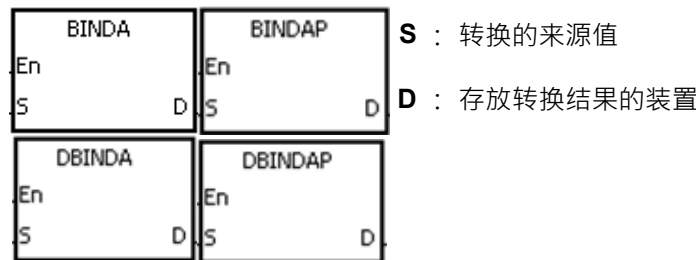 BINDA BINDAP
En En
S D S D
S : 转换的来源值
D : 存放转换结果的装置
DBINDA DBINDAP
En En
S D S D